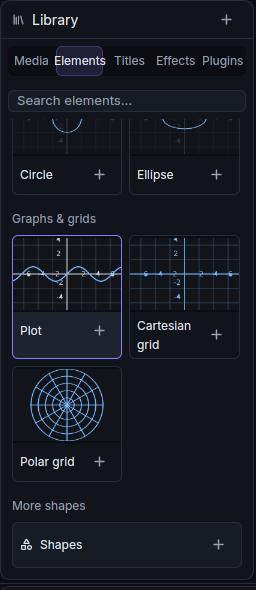 Library
Media Elements Titles Effects Plugins
Search elements...
Circle
Ellipse
Graphs & grids
Plot
Cartesian
grid
Polar grid
More shapes
Shapes